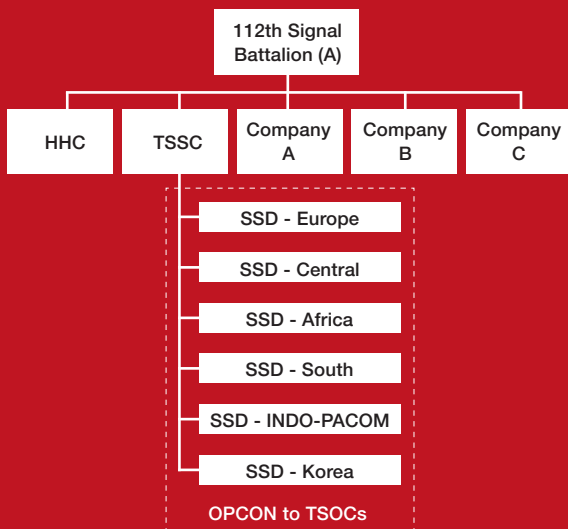 112th Signal
Battalion (A)
HHC
TSSC
Company
A
Company
B
Company
C
SSD - Europe
SSD - Central
SSD - Africa
SSD - South
SSD - INDO-PACOM
SSD - Korea
OPCON to TSOCs